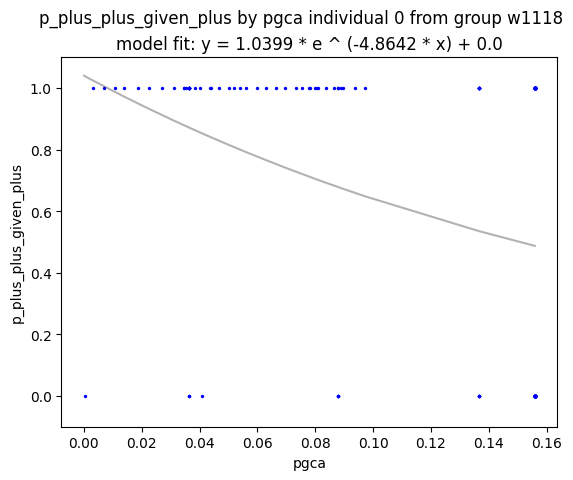 p_plus_plus_given_plus by pgca individual 0 from group w1118
model fit: y = 1.0399 * e ^ (-4.8642 * x) + 0.0
1.0
0.8
0.6
0.4
0.2
0.0
p_plus_plus_given_plus
0.00 0.02 0.04 0.06 0.08 0.10 0.12 0.14 0.16
pgca